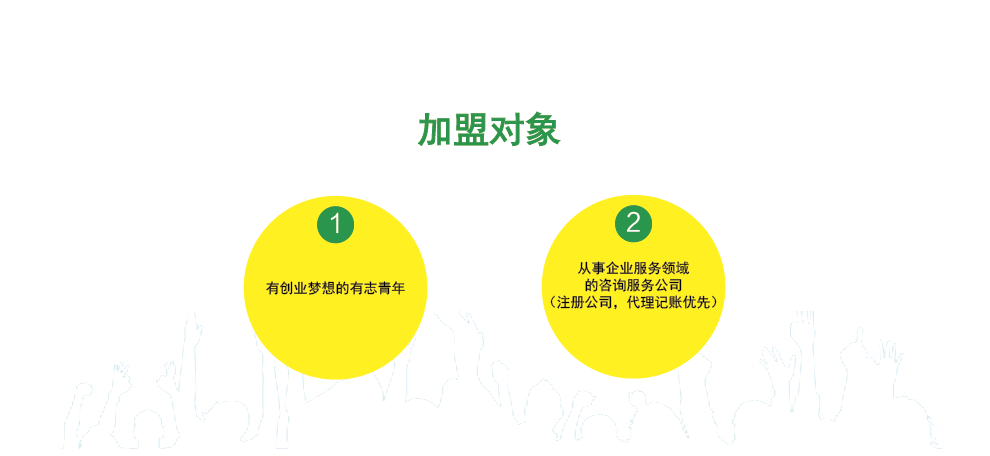 加盟对象
1
有创业梦想的有志青年
2
从事企业服务领域
的咨询服务公司
（注册公司，代理记账优先）